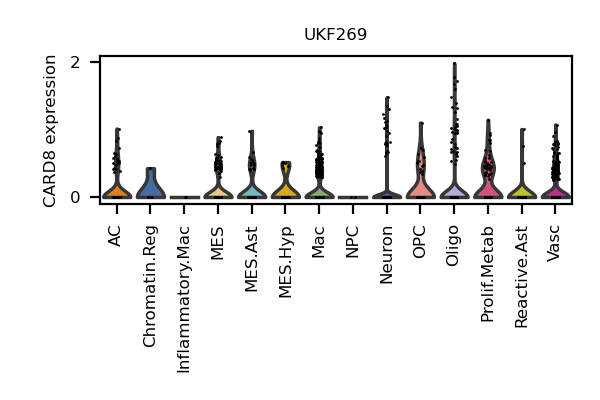 UKF269
CARD8 expression
2
0
AC
Chromatin.Reg
Inflammatory.Mac
MES
MES.Ast
MES.Hyp
Mac
NPC
Neuron
OPC
Oligo
Prolif.Metab
Reactive.Ast
Vasc